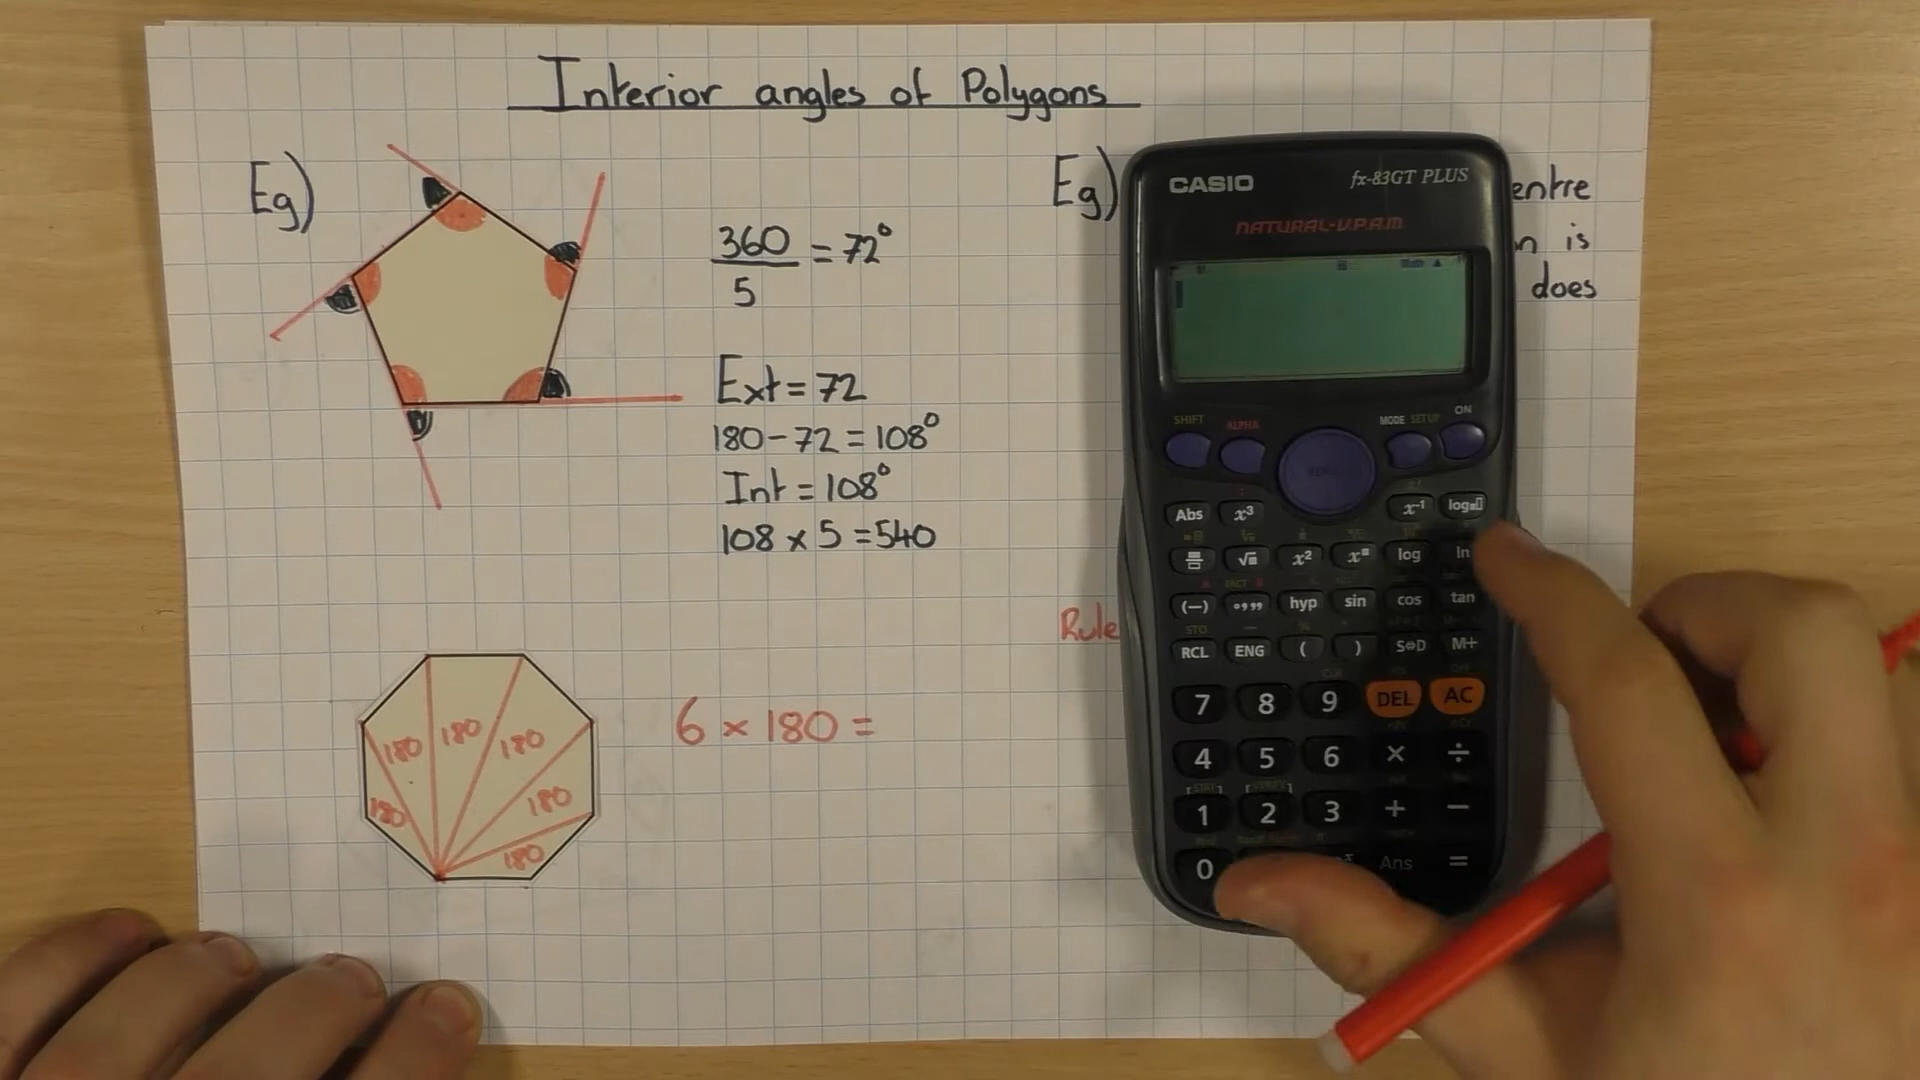 Interior angles of Polygons
Eg)
360
5
= 72°
Ext = 72
180 - 72 = 108°
Int = 108°
108 × 5 = 540
180
180
180
180
180
180
6 × 180 =
Eg)
entre
is
does
Rule
CASIO
fx-83GT PLUS
NATURAL-V.P.A.M.
SHIFT ALPHA MODE SETUP ON
Abs x³ x⁻¹ log
√ x² x log ln
(−) hyp sin cos tan
STO
RCL ENG ( ) S⇔D M+
7 8 9 DEL AC
4 5 6 × ÷
1 2 3 + −
0 Ans =